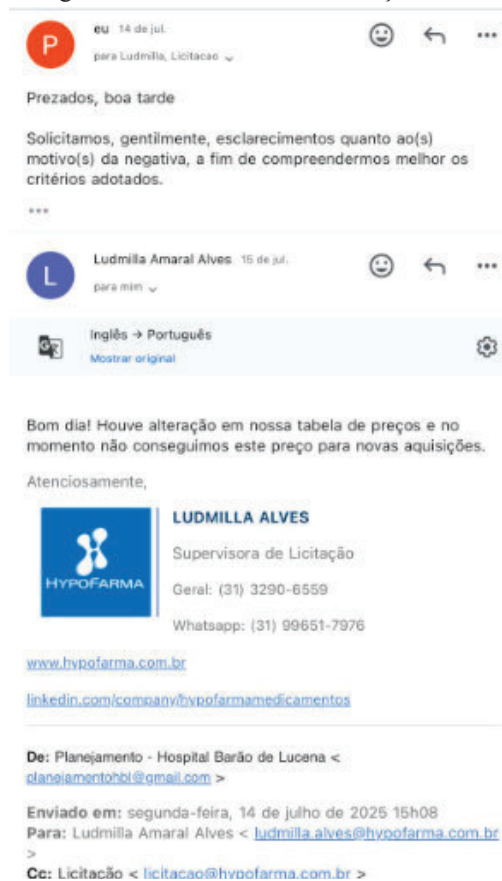 P
eu 14 de jul.
para Ludmilla, Licitacao
Prezados, boa tarde
Solicitamos, gentilmente, esclarecimentos quanto ao(s)
motivo(s) da negativa, a fim de compreendermos melhor os
critérios adotados.
L
Ludmilla Amaral Alves 15 de jul.
para mim
Inglês → Português
Mostrar original
Bom dia! Houve alteração em nossa tabela de preços e no
momento não conseguimos este preço para novas aquisições.
Atenciosamente,
HYPOFARMA
LUDMILLA ALVES
Supervisora de Licitação
Geral: (31) 3290-6559
Whatsapp: (31) 99651-7976
www.hypofarma.com.br
linkedin.com/company/hypofarmamedicamentos
De: Planejamento - Hospital Barão de Lucena <
planejamentohbl@gmail.com >
Enviado em: segunda-feira, 14 de julho de 2025 15h08
Para: Ludmilla Amaral Alves < ludmilla.alves@hypofarma.com.br
>
Cc: Licitação < licitacao@hypofarma.com.br >